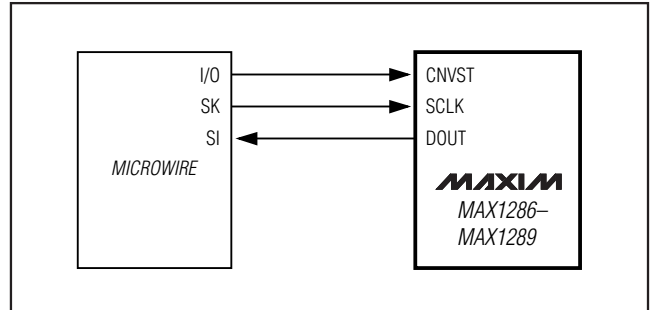 I/O CNVST
SK SCLK
SI DOUT
MICROWIRE
MAXIM
MAX1286–
MAX1289